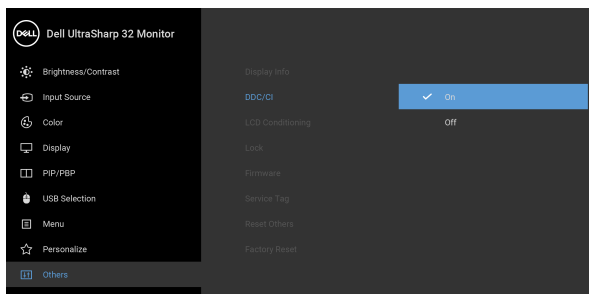 DELL Dell UltraSharp 32 Monitor
Brightness/Contrast
Input Source
Color
Display
PIP/PBP
USB Selection
Menu
Personalize
Others
Display Info
DDC/CI
LCD Conditioning
Lock
Firmware
Service Tag
Reset Others
Factory Reset
On
Off